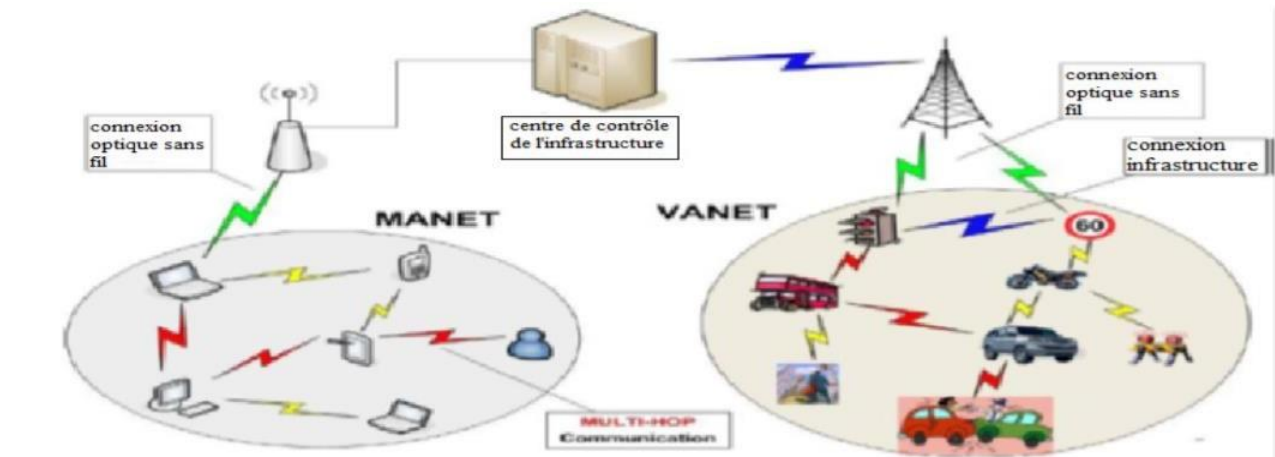 connexion
optique sans
fil
centre de contrôle
de l'infrastructure
connexion
optique sans
fil
connexion
infrastructure
MANET
VANET
60
MULTI-HOP
Communication